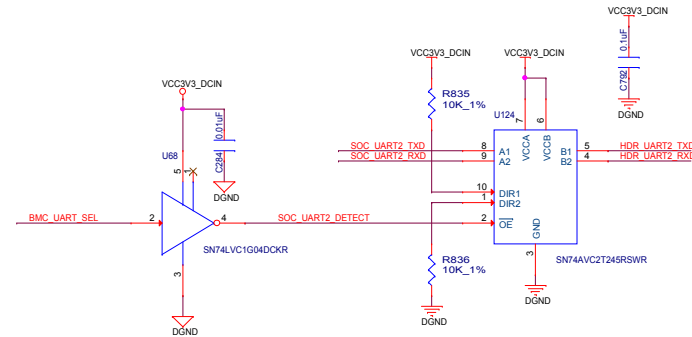 VCC3V3_DCIN
0.1uF
C792
DGND
VCC3V3_DCIN
VCC3V3_DCIN
VCC3V3_DCIN
R835
10K_1%
U124
7
6
VCCA
VCCB
SOC_UART2_TXD
8
A1
B1
5
HDR_UART2_TXD
SOC_UART2_RXD
9
A2
B2
4
HDR_UART2_RXD
0.01uF
C284
DGND
U68
5
1
10
DIR1
1
DIR2
BMC_UART_SEL
2
4
SOC_UART2_DETECT
2
OE
GND
SN74LVC1G04DCKR
3
3
SN74AVC2T245RSWR
R836
10K_1%
DGND
DGND
DGND